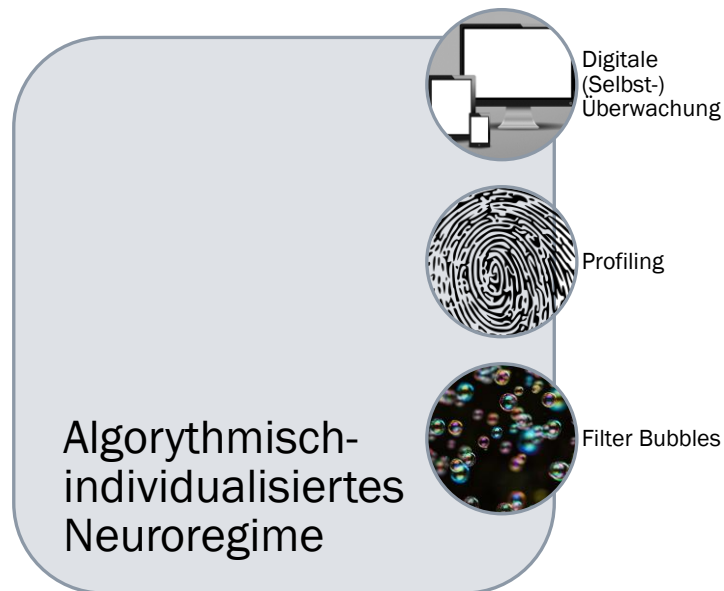 Digitale
(Selbst-)
Überwachung
Profiling
Filter Bubbles
Algorythmisch-
individualisiertes
Neuroregime